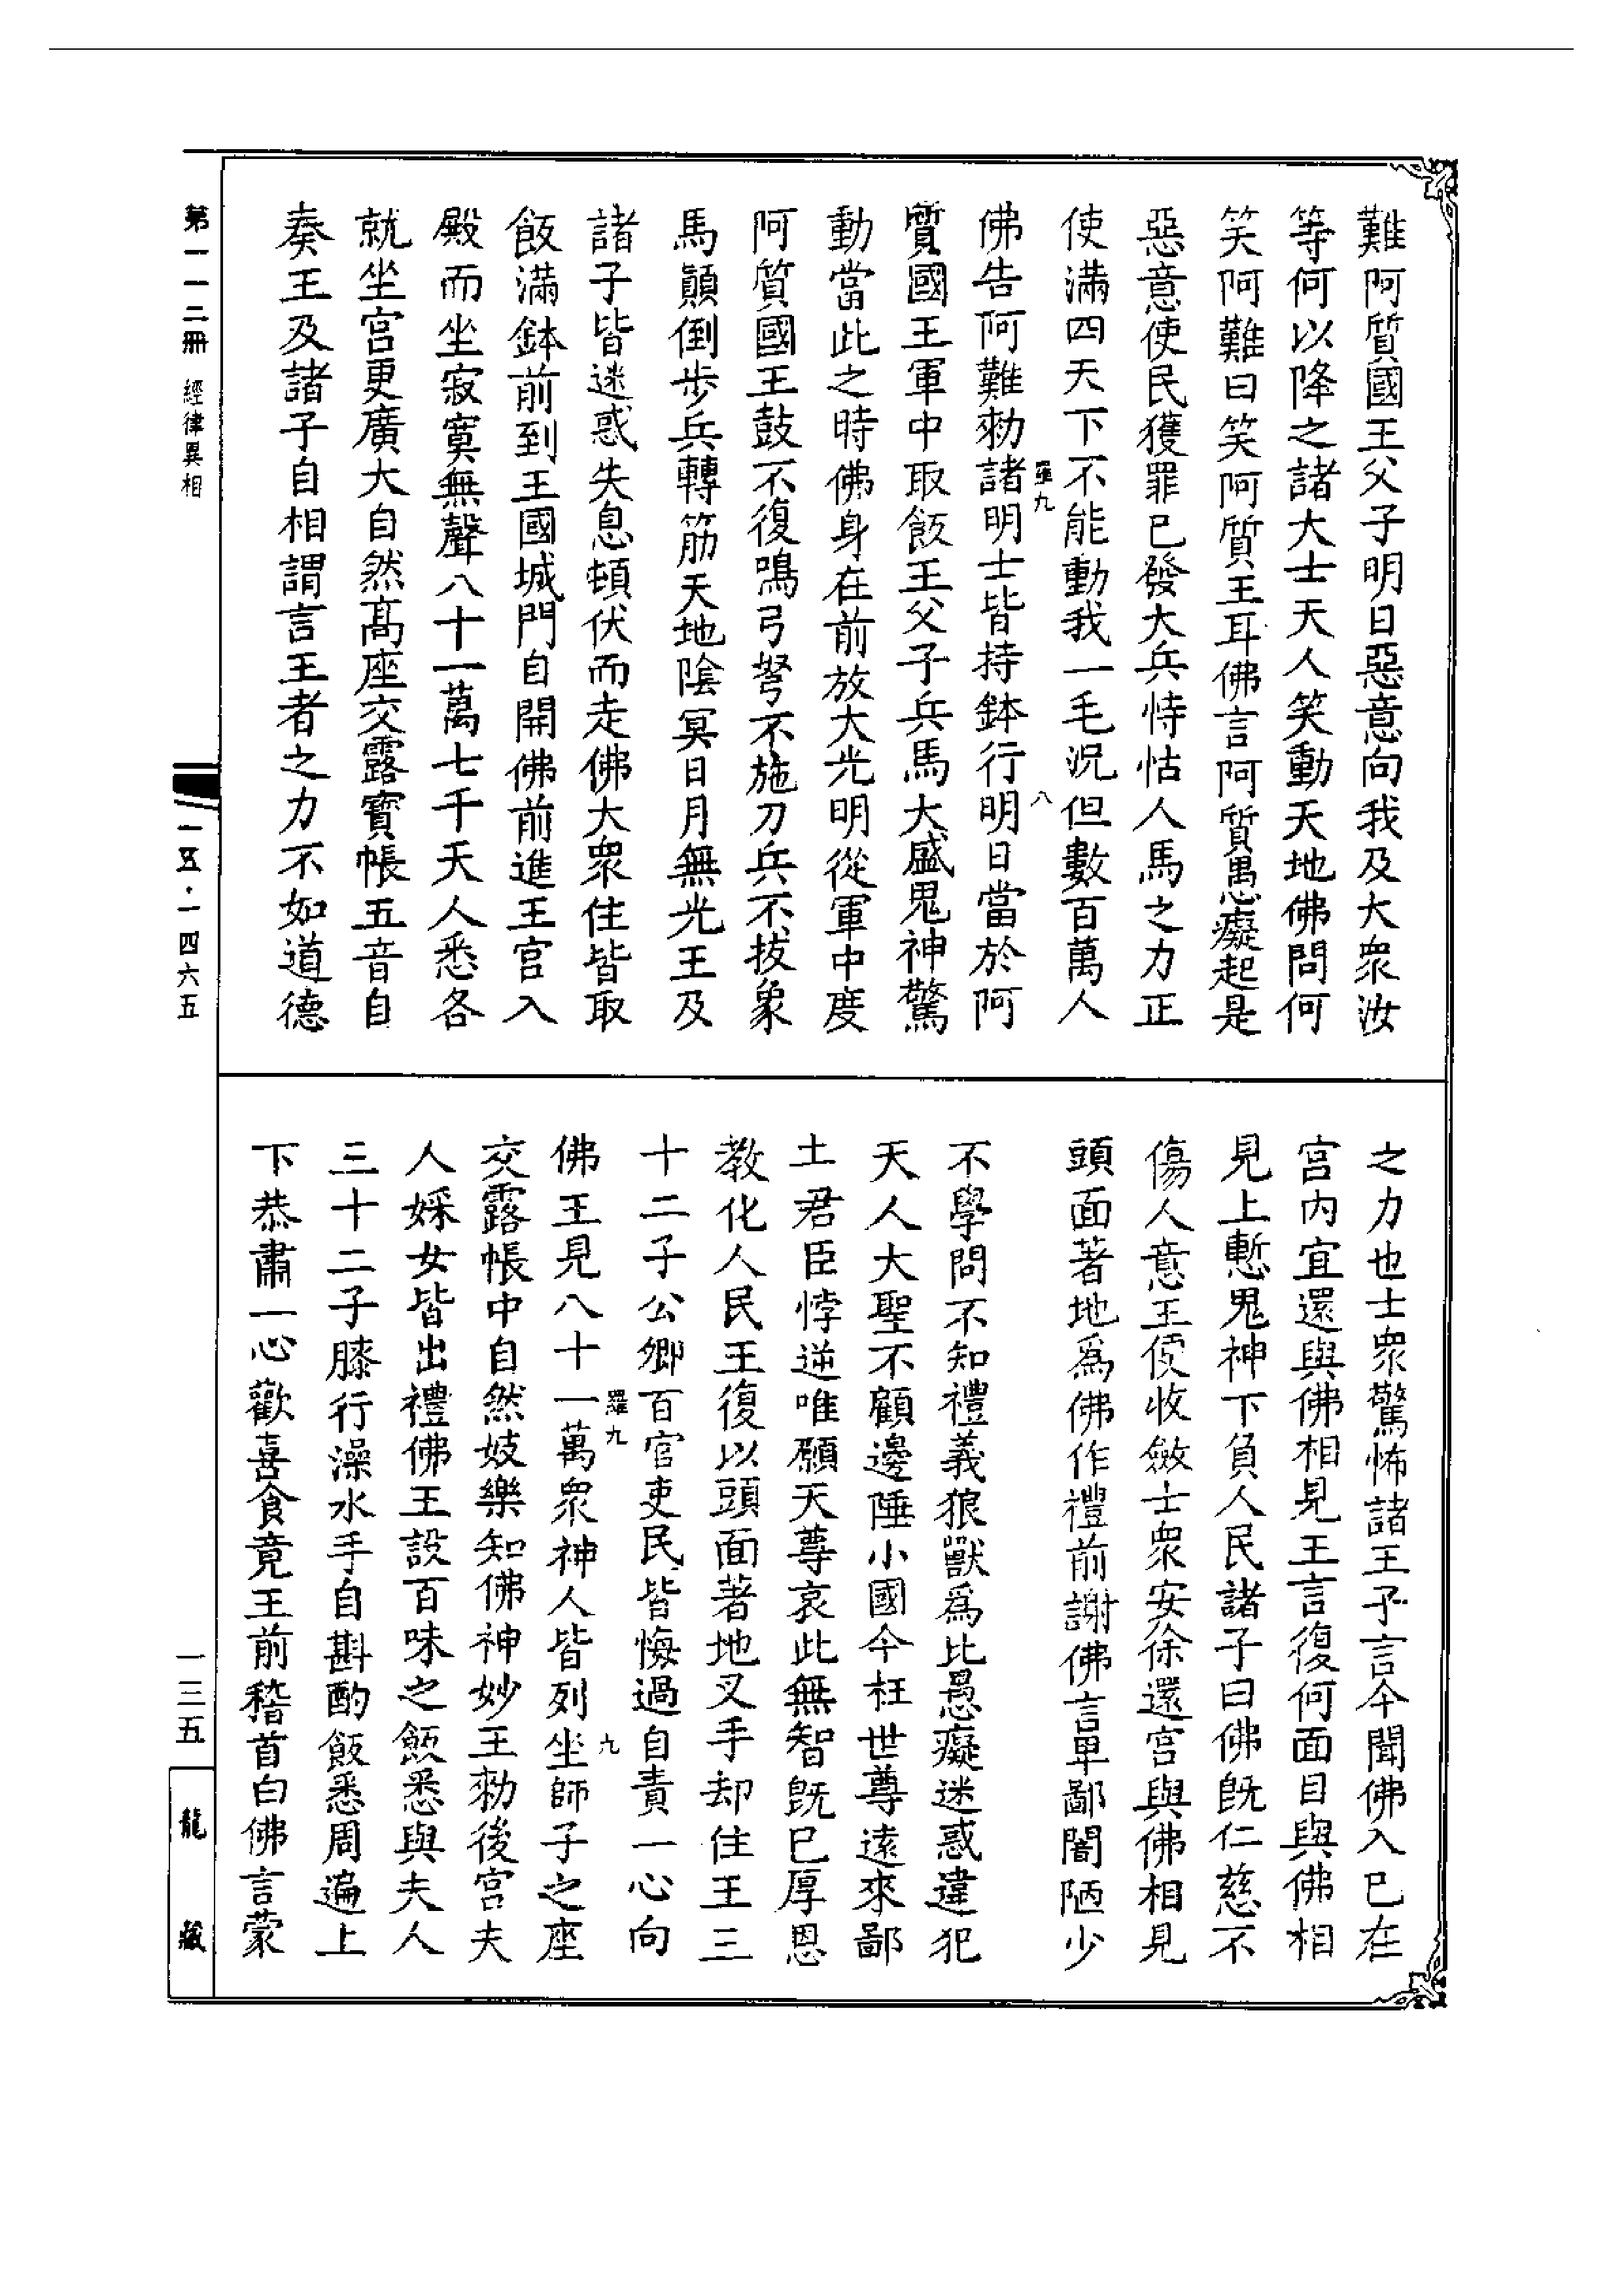 難阿質國王父子明日惡意向我及大衆汝
等何以降之諸大士天人笑動天地佛問何
笑阿難曰笑阿質王耳佛言阿質愚癡起是
惡意使民獲罪已發大兵恃怙人馬之力正
使滿四天下不能動我一毛況但數百萬人
羅九
八
佛告阿難勑諸明士皆持鉢行明日當於阿
質國王軍中取飯王父子兵馬大盛鬼神驚
動當此之時佛身在前放大光明從軍中度
阿質國王鼓不復鳴弓弩不施刀兵不拔象
馬顛倒步兵轉筋天地陰冥日月無光王及
諸子皆迷惑失息頓伏而走佛大衆住皆取
飯滿鉢前到王國城門自開佛前進王宮入
殿而坐寂寞無聲八十一萬七千天人悉各
就坐宮更廣大自然高座交露寳帳五音自
奏王及諸子自相謂言王者之力不如道德
之力也士衆驚怖諸王子言今聞佛入已在
宮內宜還與佛相見王言復何面目與佛相
見上慙鬼神下負人民諸子曰佛旣仁慈不
傷人意王便收斂士衆安徐還宮與佛相見
頭面著地爲佛作禮前謝佛言單鄙闇陋少
不學問不知禮義狼獸爲比愚癡迷惑違犯
天人大聖不顧邊陲小國今枉世尊遠來鄙
土君臣悖逆唯願天尊哀此無智旣已厚恩
教化人民王復以頭面著地叉手却住王三
十二子公卿百官吏民皆悔過自責一心向
羅九
九
佛王見八十一萬衆神人皆列坐師子之座
交露帳中自然妓樂知佛神妙王勑後宮夫
人婇女皆出禮佛王設百味之飯悉與夫人
三十二子膝行澡水手自斟酌飯悉周遍上
下恭肅一心歡喜食竟王前稽首白佛言蒙
第一一二冊 經律異相
一五·一四六五
一三五
龍藏